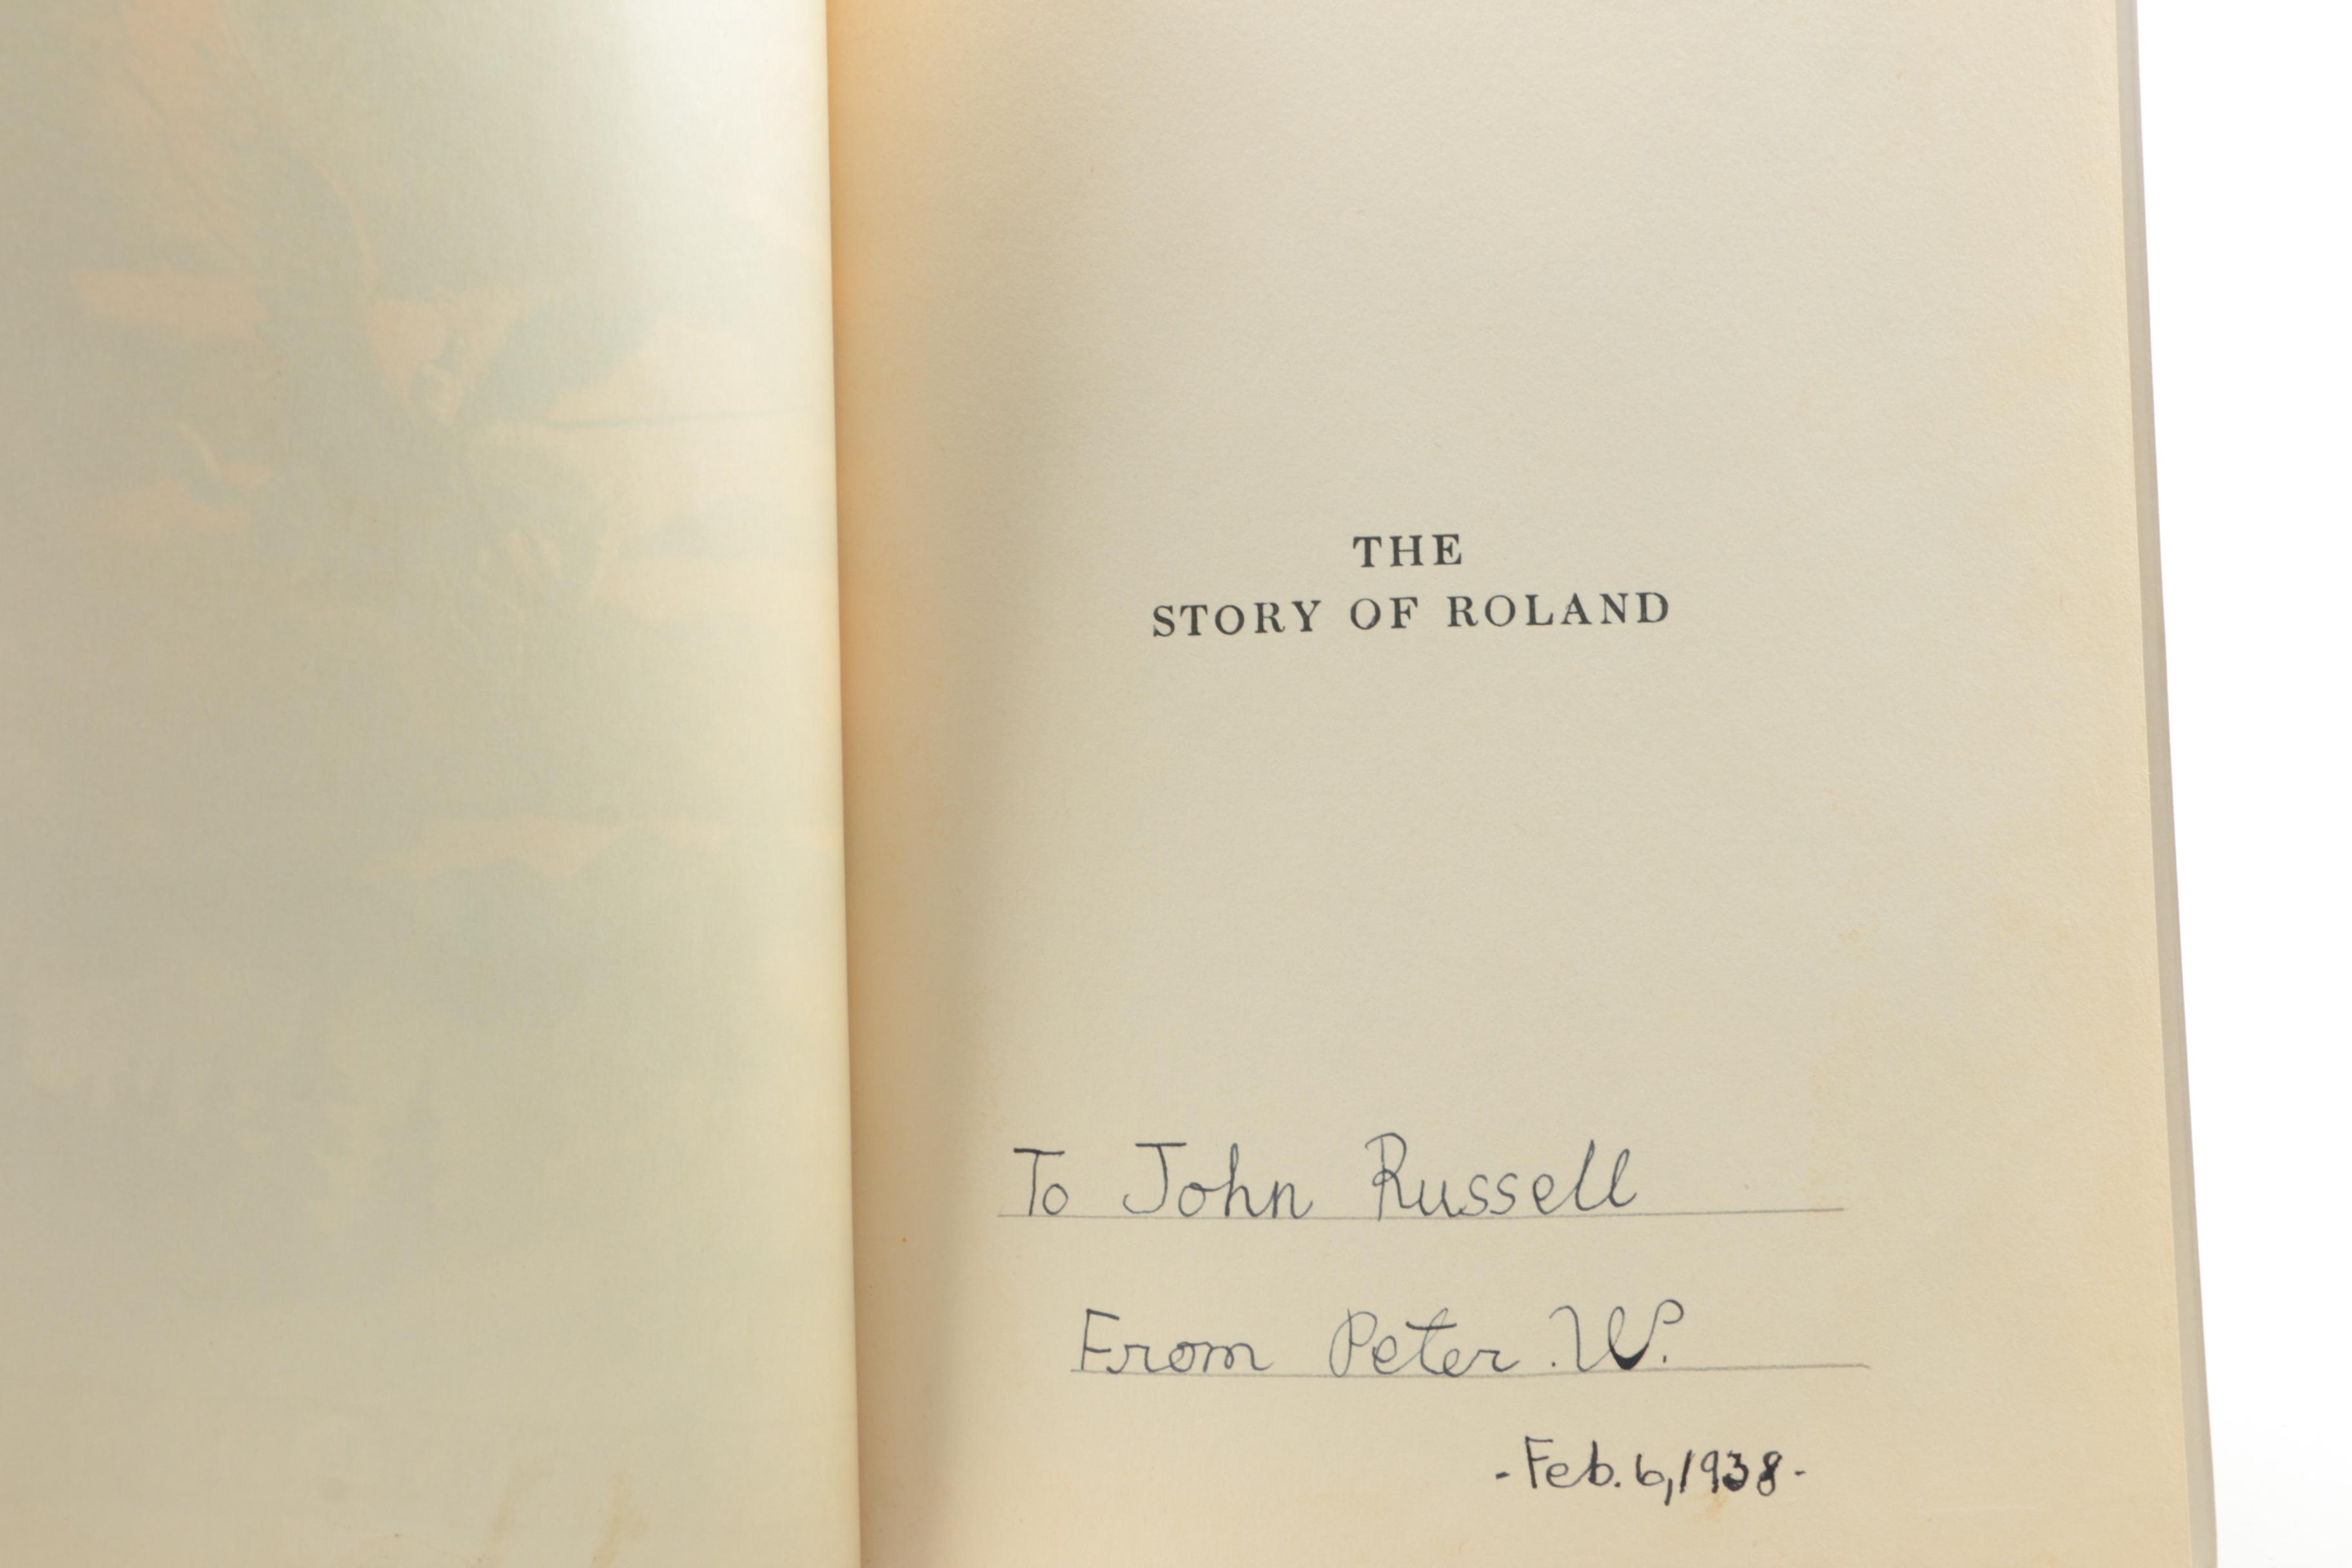 THE
STORY OF ROLAND
To John Russell
From Peter .W.
-Feb. 6, 1938-